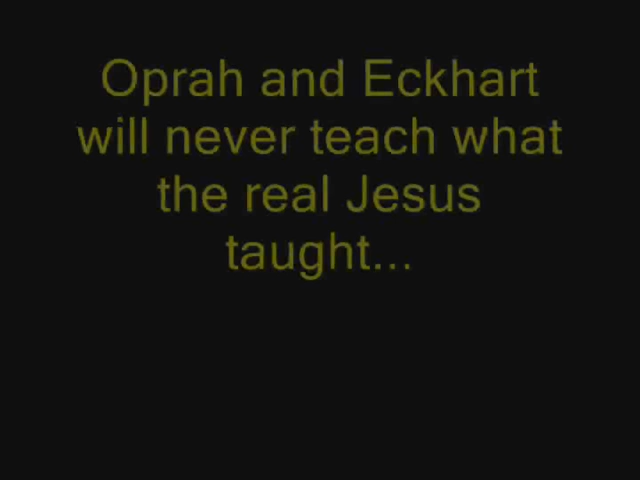 Oprah and Eckhart
will never teach what
the real Jesus
taught...